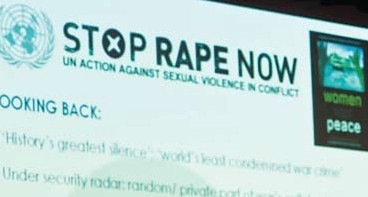 STOP RAPE NOW
UN ACTION AGAINST SEXUAL VIOLENCE IN CONFLICT
women
peace
OOKING BACK:
'History's greatest silence'; 'world's least condemned war crime'
Under security radar: random/ private part of